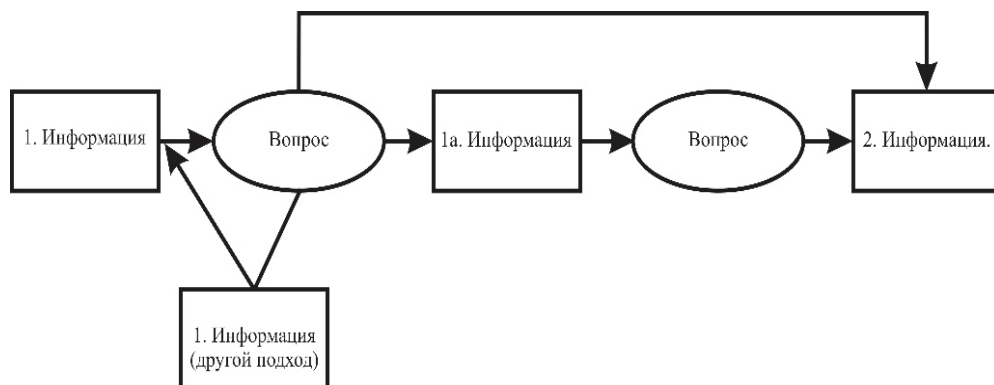 1. Информация
Вопрос
1а. Информация
Вопрос
2. Информация.
1. Информация
(другой подход)